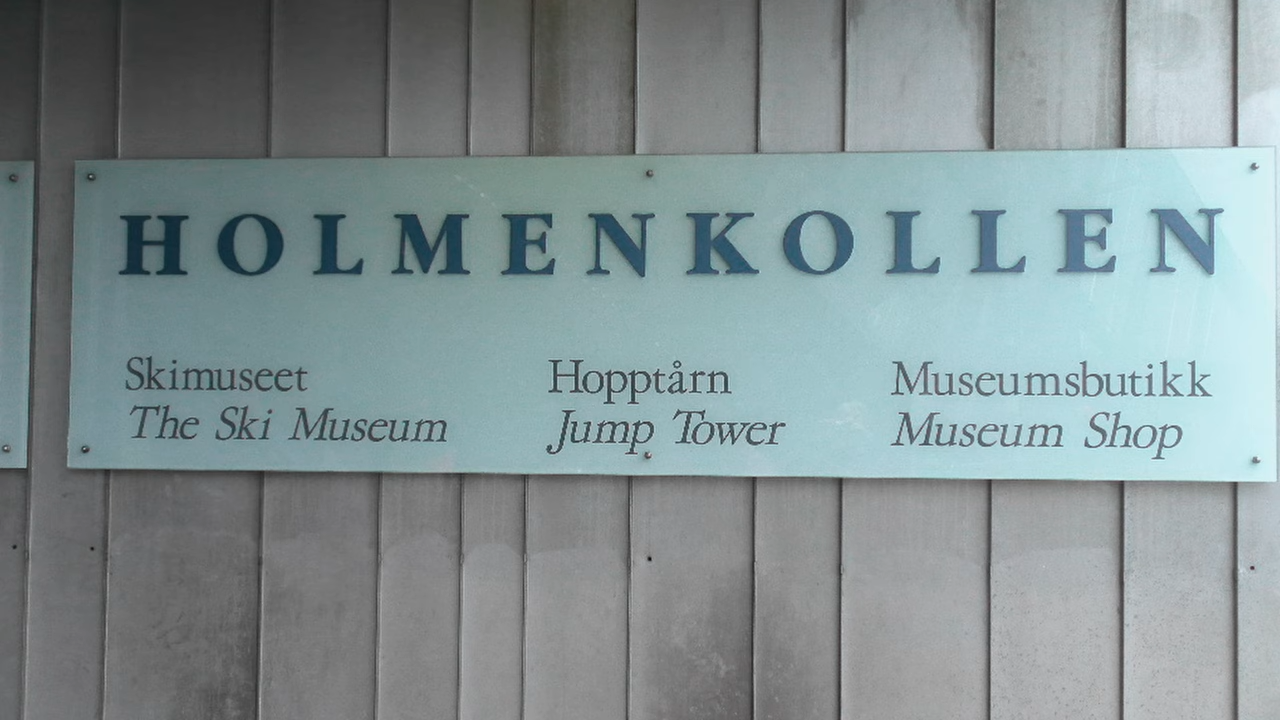 HOLMENKOLLEN
Skimuseet
The Ski Museum
Hopptårn
Jump Tower
Museumsbutikk
Museum Shop